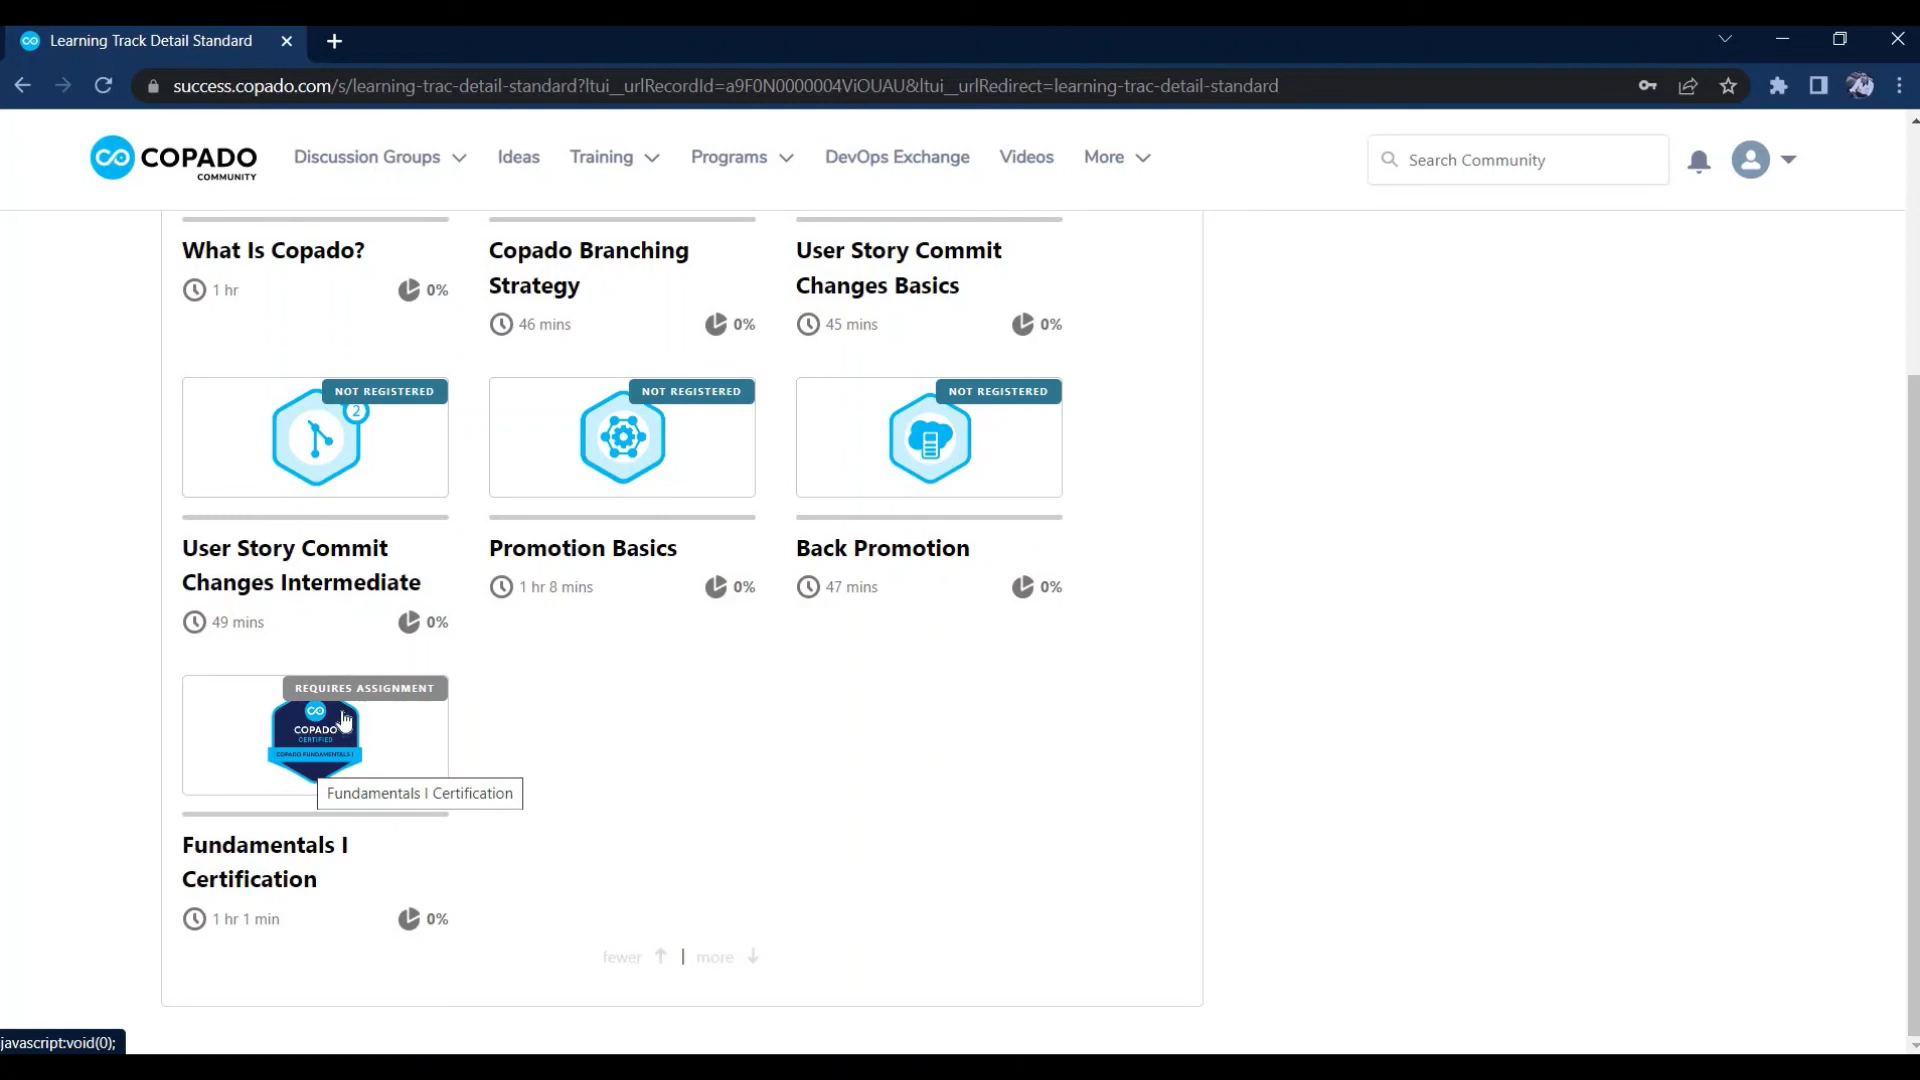 Learning Track Detail Standard
success.copado.com/s/learning-trac-detail-standard?ltui__urlRecordId=a9F0N0000004ViOUAU&ltui__urlRedirect=learning-trac-detail-standard
COPADO
COMMUNITY
Discussion Groups
Ideas
Training
Programs
DevOps Exchange
Videos
More
Search Community
What Is Copado?
1 hr
0%
Copado Branching
Strategy
46 mins
0%
User Story Commit
Changes Basics
45 mins
0%
NOT REGISTERED
2
User Story Commit
Changes Intermediate
49 mins
0%
NOT REGISTERED
Promotion Basics
1 hr 8 mins
0%
NOT REGISTERED
Back Promotion
47 mins
0%
REQUIRES ASSIGNMENT
COPADO
CERTIFIED
COPADO FUNDAMENTALS I
Fundamentals I Certification
Fundamentals I
Certification
1 hr 1 min
0%
fewer | more
javascript:void(0);